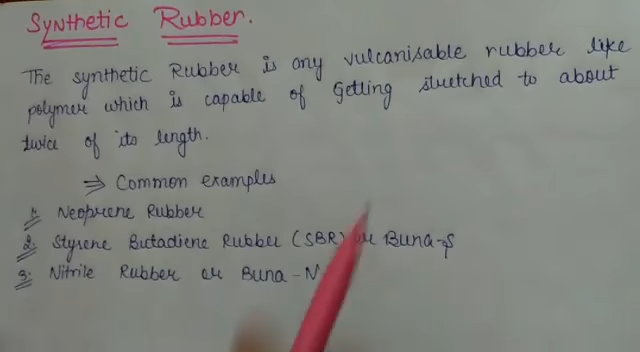 Synthetic Rubber.
The synthetic Rubber is any vulcanisable rubber like
polymer which is capable of Getting stretched to about
twice of its length.
⇒ Common examples
1. Neoprene Rubber
2. Styrene Butadiene Rubber (SBR) or Buna-S
3. Nitrile Rubber or Buna-N